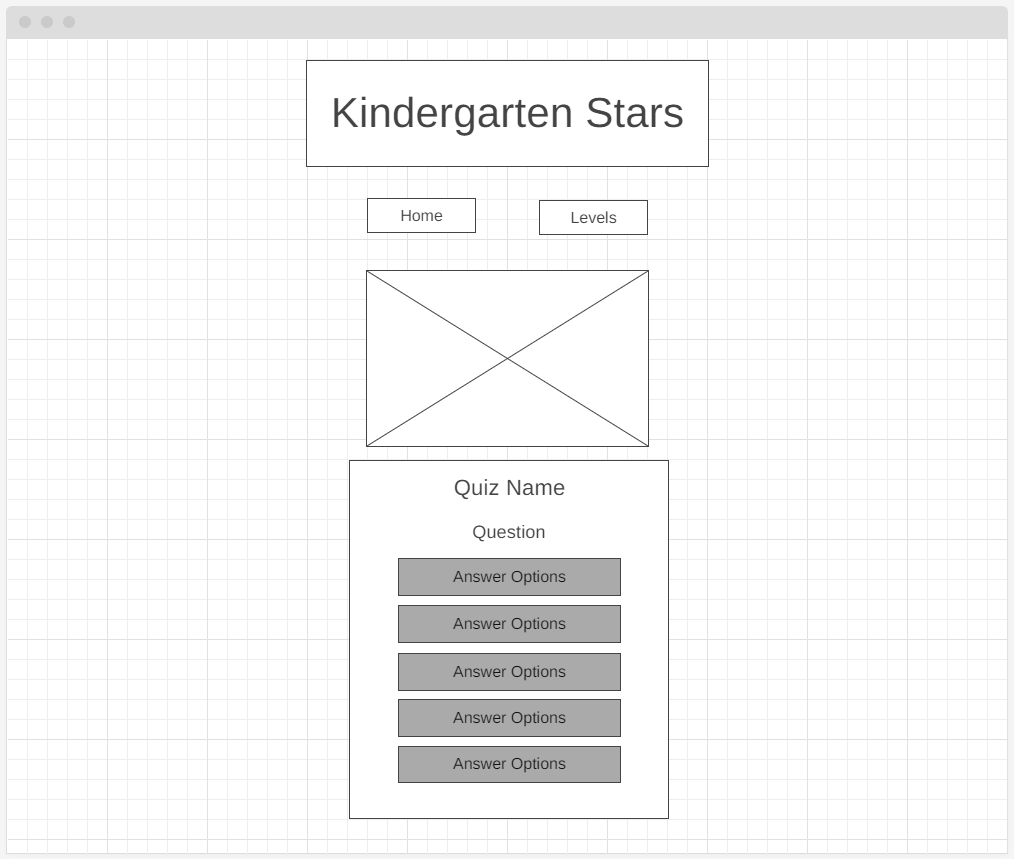 Kindergarten Stars
Home
Levels
Quiz Name
Question
Answer Options
Answer Options
Answer Options
Answer Options
Answer Options